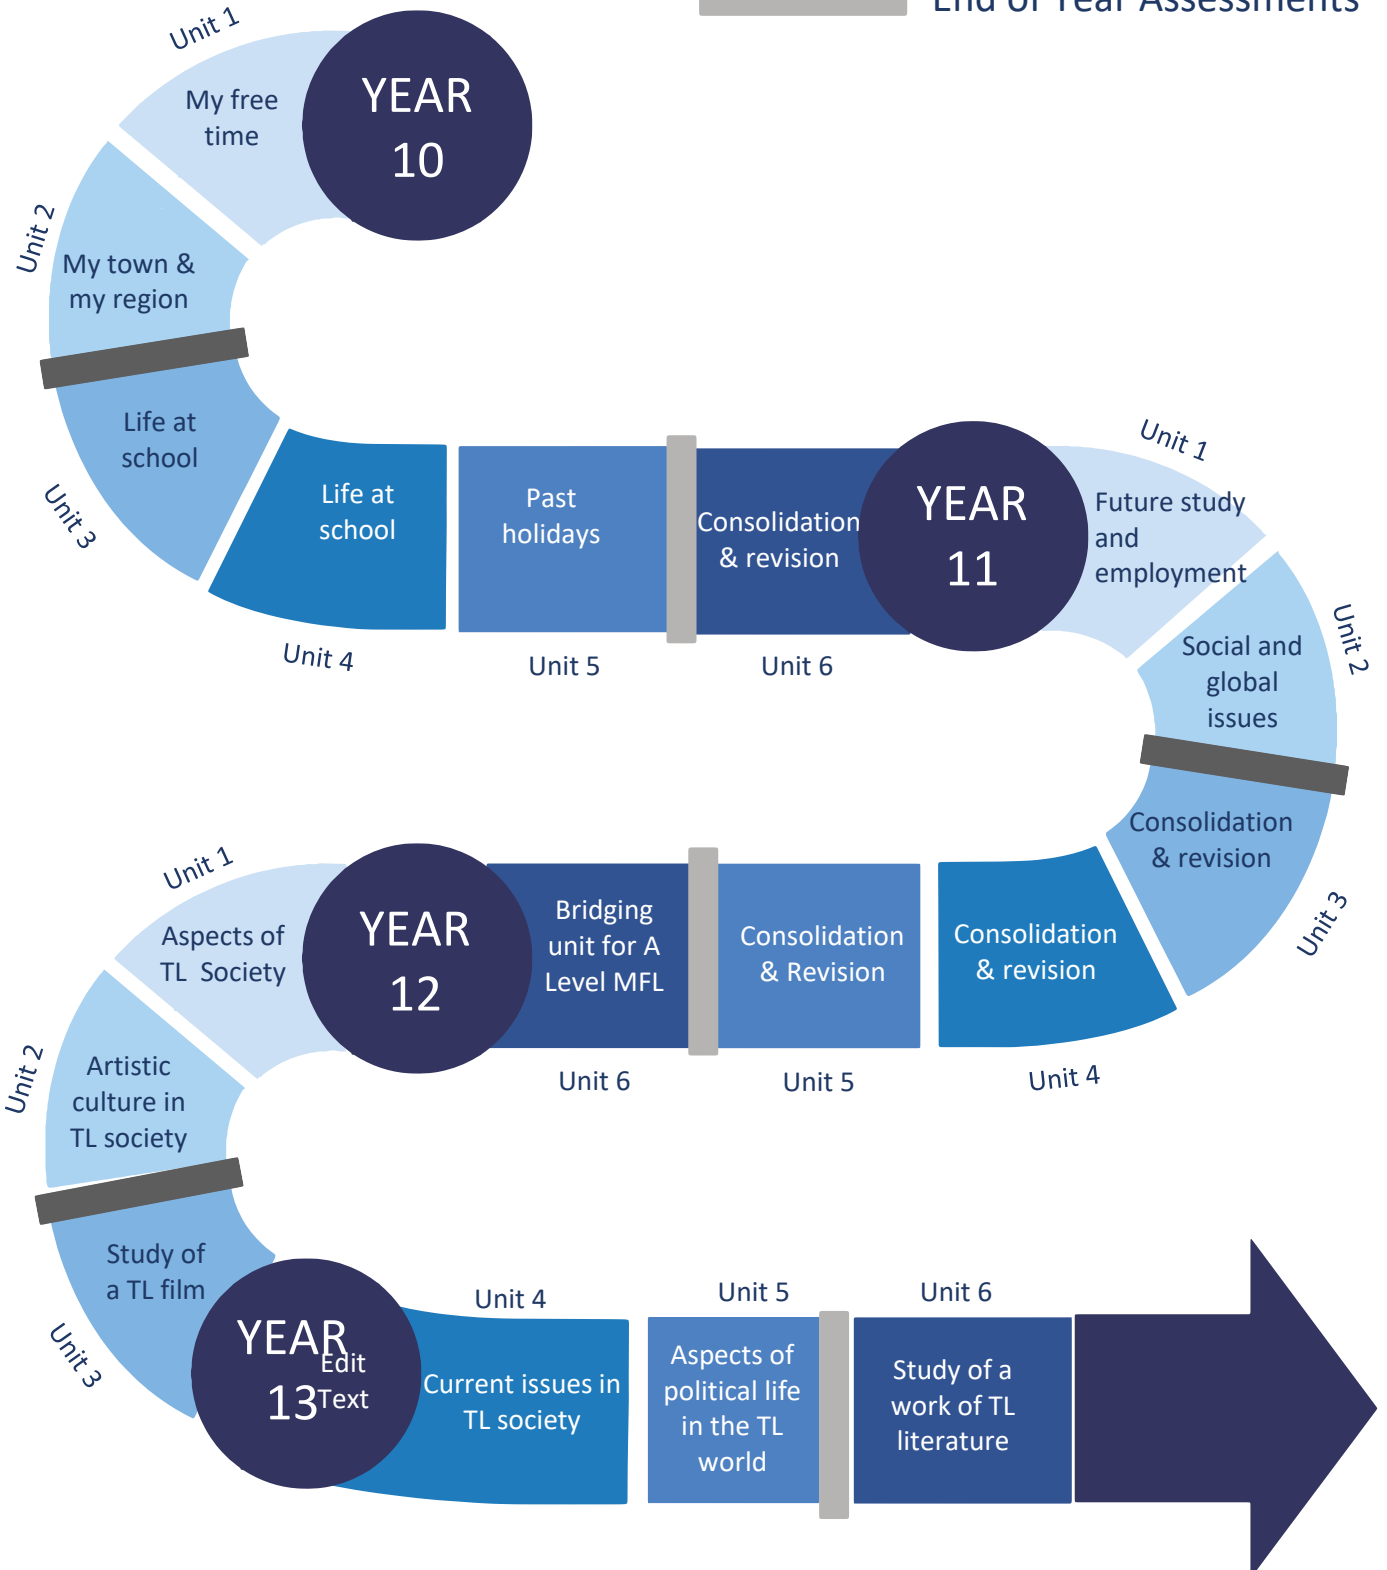 End of Year Assessments
Unit 1
My free
time
YEAR
10
Unit 2
My town &
my region
Life at
school
Unit 3
Life at
school
Unit 4
Past
holidays
Unit 5
Consolidation
& revision
Unit 6
YEAR
11
Unit 1
Future study
and
employment
Unit 2
Social and
global
issues
Consolidation
& revision
Unit 3
Consolidation
& revision
Unit 4
Consolidation
& Revision
Unit 5
Bridging
unit for A
Level MFL
Unit 6
YEAR
12
Unit 1
Aspects of
TL Society
Unit 2
Artistic
culture in
TL society
Study of
a TL film
Unit 3
YEAR
13
Edit
Text
Unit 4
Current issues in
TL society
Unit 5
Aspects of
political life
in the TL
world
Unit 6
Study of a
work of TL
literature